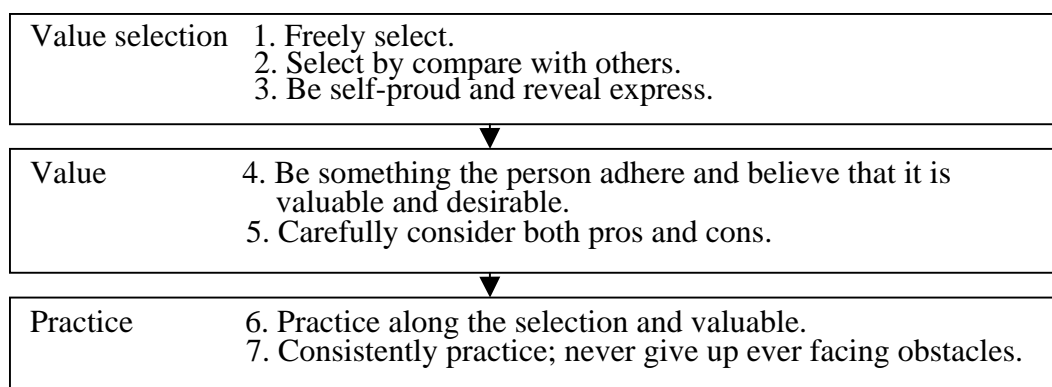 Value selection 1. Freely select.
2. Select by compare with others.
3. Be self-proud and reveal express.
Value 4. Be something the person adhere and believe that it is
valuable and desirable.
5. Carefully consider both pros and cons.
Practice 6. Practice along the selection and valuable.
7. Consistently practice; never give up ever facing obstacles.